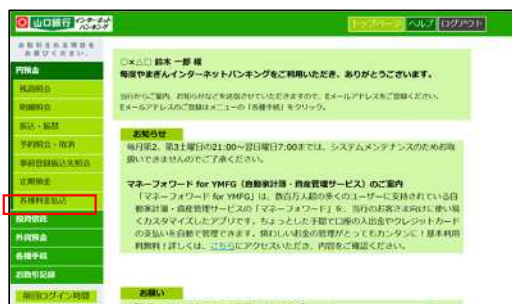 山口銀行 インターネットバンキング
トップページ ヘルプ ログアウト
お取引される項目を
お選びください。
円預金
残高照会
明細照会
振込・振替
予約照会・取消
事前登録振込先照会
定期預金
各種料金払込
投資信託
外貨預金
各種手続
お取引記録
前回ログイン時間
○×△□ 鈴木 一郎 様
毎度やまぎんインターネットバンキングをご利用いただき、ありがとうございます。
当行からご案内、お知らせなどを送信させていただきますので、Eメールアドレスをご登録ください。
Eメールアドレスのご登録はメニューの「各種手続」をクリック。
お知らせ
毎月第2、第3土曜日の21:00～翌日曜日7:00までは、システムメンテナンスのためお取
扱いできませんのでご了承ください。
マネーフォワード for YMFG（自動家計簿・資産管理サービス）のご案内
「マネーフォワード for YMFG」は、数百万人超の多くのユーザーに支持されている自
動家計簿・資産管理サービスの「マネーフォワード」を、当行のお客さま向けに使い易
くカスタマイズしたアプリです。ちょっとした手間で口座の入出金やクレジットカード
の支払いを自動で管理できます。煩わしいお金の管理がとってもカンタンに！基本利用
料無料！詳しくは、こちらにアクセスいただき、内容をご確認ください。
お願い